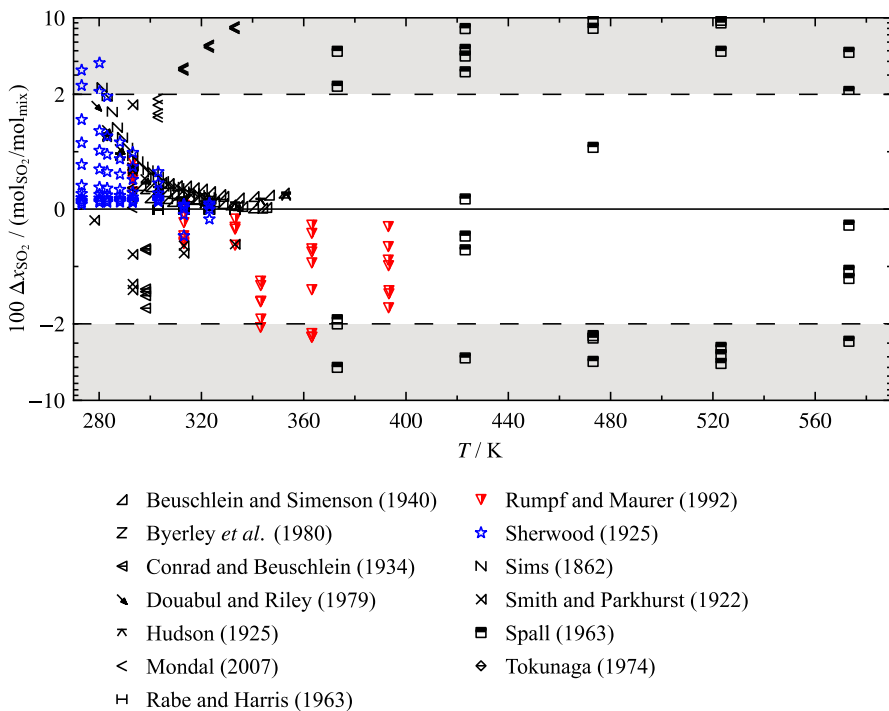 10
2
0
−2
−10
100 Δx_SO₂ / (mol_SO₂/mol_mix)
280 320 360 400 440 480 520 560
T / K
Beuschlein and Simenson (1940)
Byerley et al. (1980)
Conrad and Beuschlein (1934)
Douabul and Riley (1979)
Hudson (1925)
Mondal (2007)
Rabe and Harris (1963)
Rumpf and Maurer (1992)
Sherwood (1925)
Sims (1862)
Smith and Parkhurst (1922)
Spall (1963)
Tokunaga (1974)